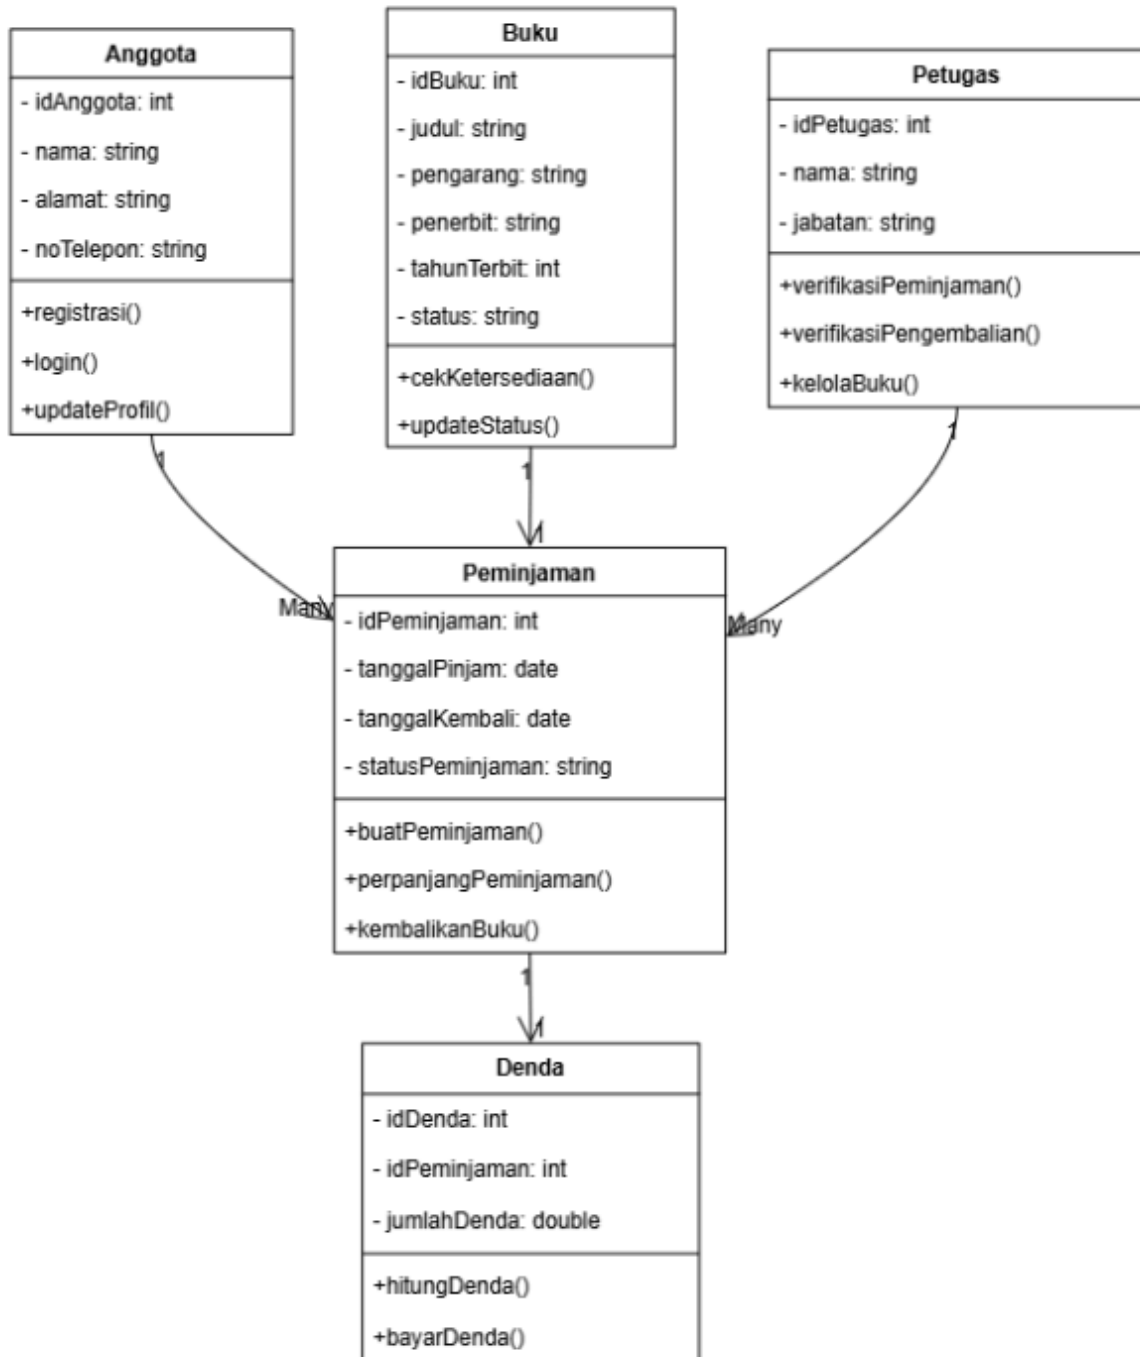 Anggota
- idAnggota: int
- nama: string
- alamat: string
- noTelepon: string
+registrasi()
+login()
+updateProfil()
Buku
- idBuku: int
- judul: string
- pengarang: string
- penerbit: string
- tahunTerbit: int
- status: string
+cekKetersediaan()
+updateStatus()
Petugas
- idPetugas: int
- nama: string
- jabatan: string
+verifikasiPeminjaman()
+verifikasiPengembalian()
+kelolaBuku()
1
1
1
Many
1
Many
Peminjaman
- idPeminjaman: int
- tanggalPinjam: date
- tanggalKembali: date
- statusPeminjaman: string
+buatPeminjaman()
+perpanjangPeminjaman()
+kembalikanBuku()
1
1
Denda
- idDenda: int
- idPeminjaman: int
- jumlahDenda: double
+hitungDenda()
+bayarDenda()